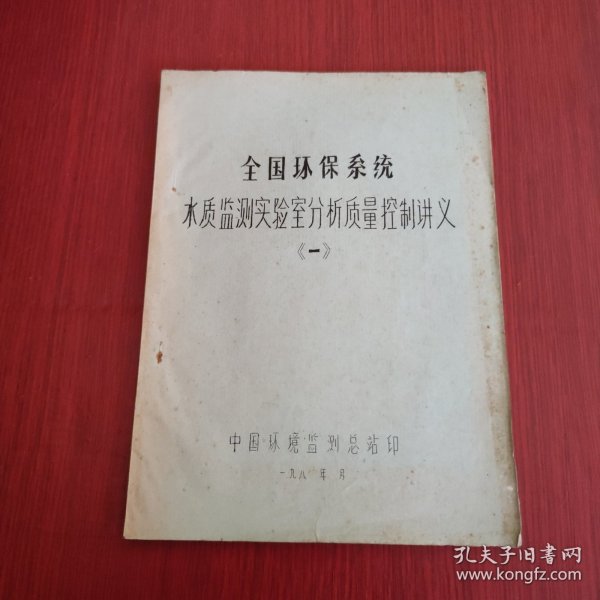 全国环保系统
水质监测实验室分析质量控制讲义
《一》
中国环境监测总站印
一九八 年 月
孔夫子旧书网
www.kongfz.com